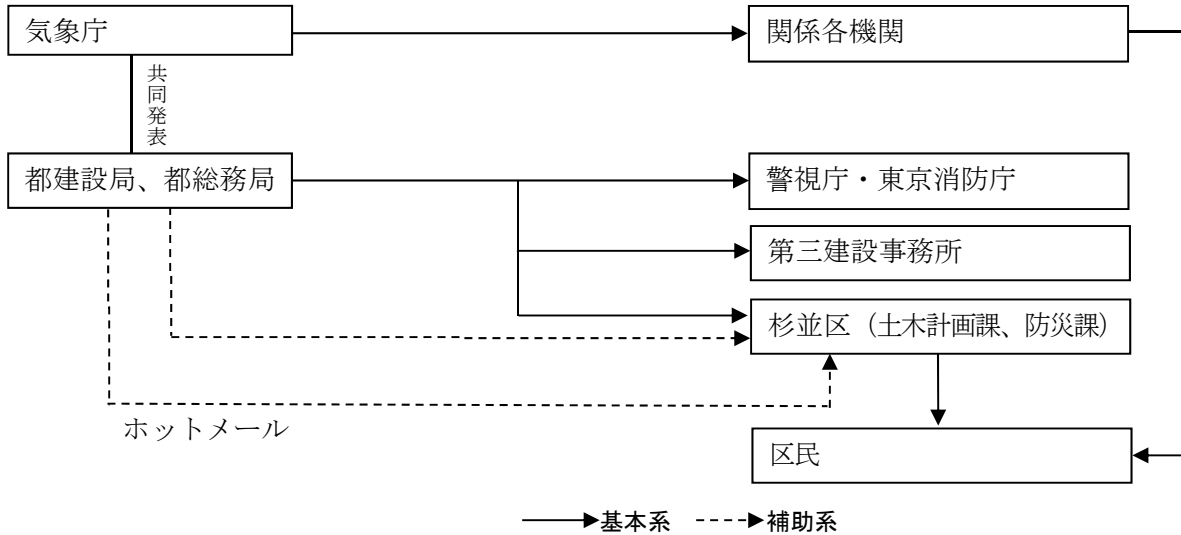 気象庁
関係各機関
共同発表
都建設局、都総務局
警視庁・東京消防庁
第三建設事務所
杉並区（土木計画課、防災課）
ホットメール
区民
基本系
補助系